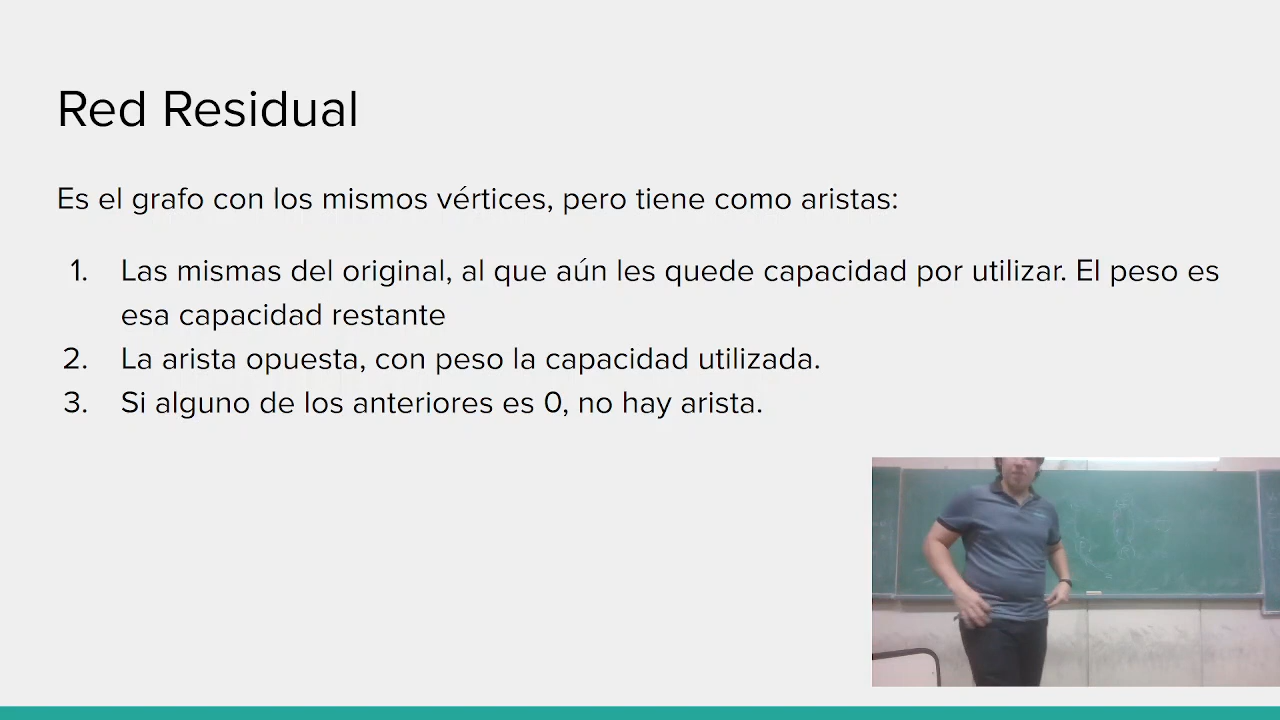 Red Residual
Es el grafo con los mismos vértices, pero tiene como aristas:
1. Las mismas del original, al que aún les quede capacidad por utilizar. El peso es
esa capacidad restante
2. La arista opuesta, con peso la capacidad utilizada.
3. Si alguno de los anteriores es 0, no hay arista.